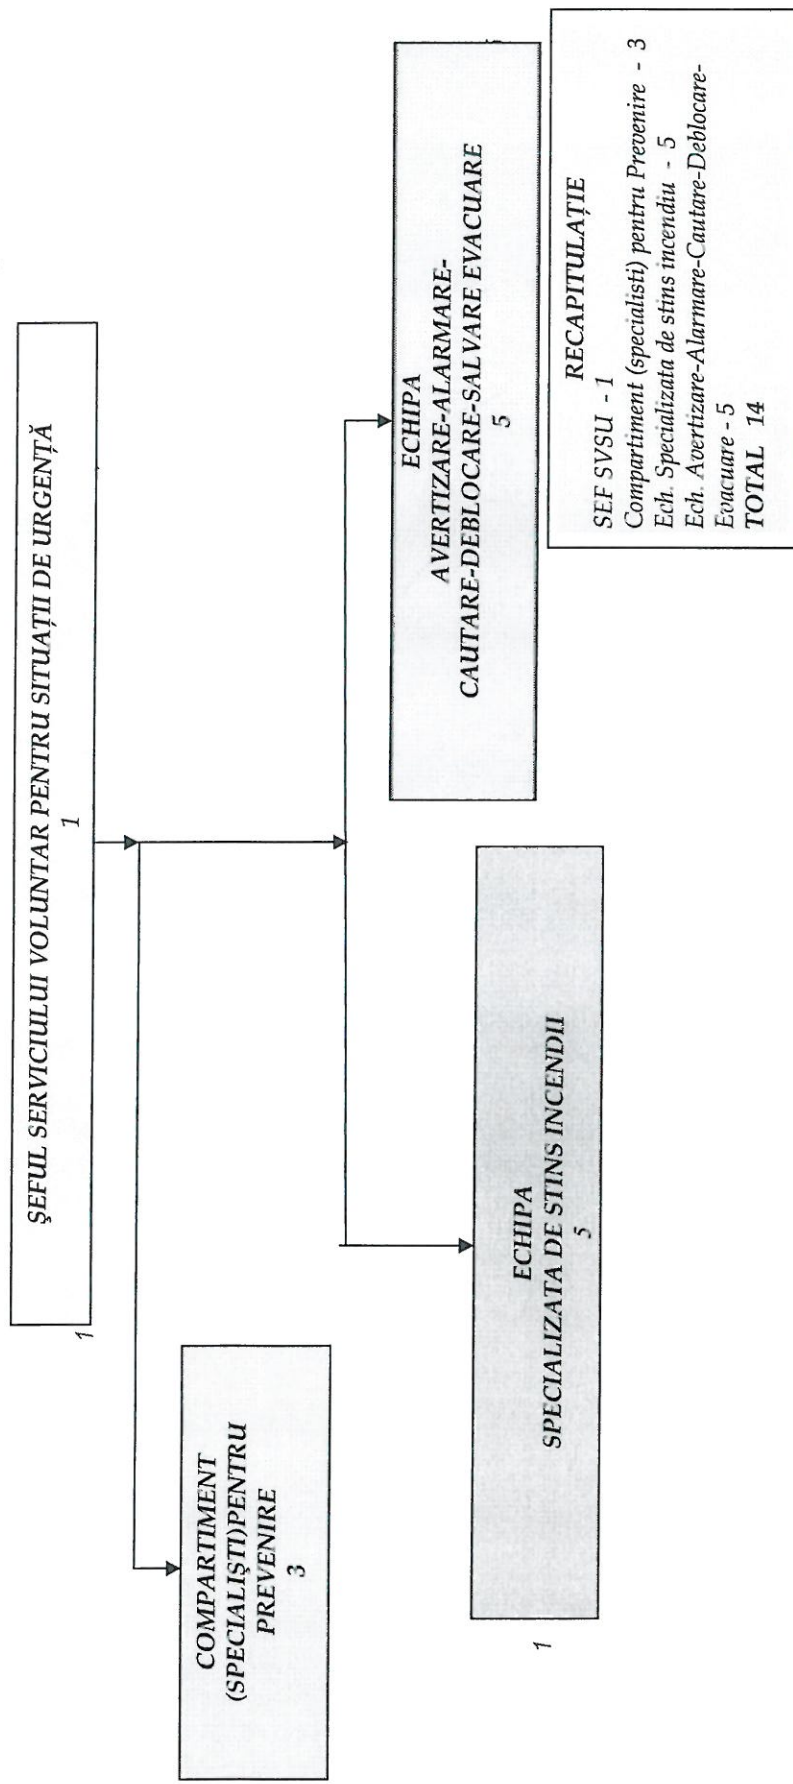 ŞEFUL SERVICIULUI VOLUNTAR PENTRU SITUAȚII DE URGENȚĂ
1
1
COMPARTIMENT
(SPECIALIŞTI)PENTRU
PREVENIRE
3
ECHIPA
AVERTIZARE-ALARMARE-
CAUTARE-DEBLOCARE-SALVARE EVACUARE
5
ECHIPA
SPECIALIZATA DE STINS INCENDII
5
1
RECAPITULAȚIE
SEF SVSU - 1
Compartiment (specialisti) pentru Prevenire - 3
Ech. Specializata de stins incendiu - 5
Ech. Avertizare-Alarmare-Cautare-Deblocare-
Evacuare - 5
TOTAL 14